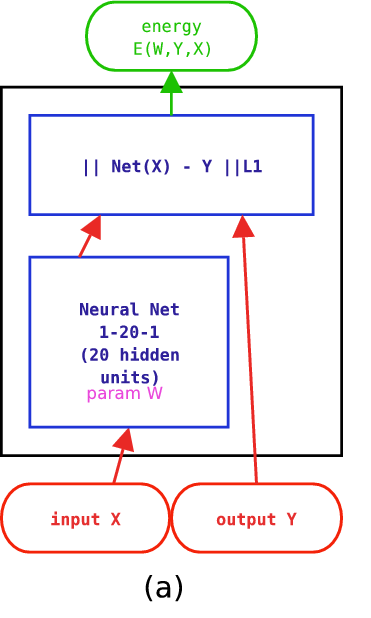 energy
E(W,Y,X)
|| Net(X) - Y ||L1
Neural Net
1-20-1
(20 hidden
units)
param W
input X
output Y
(a)